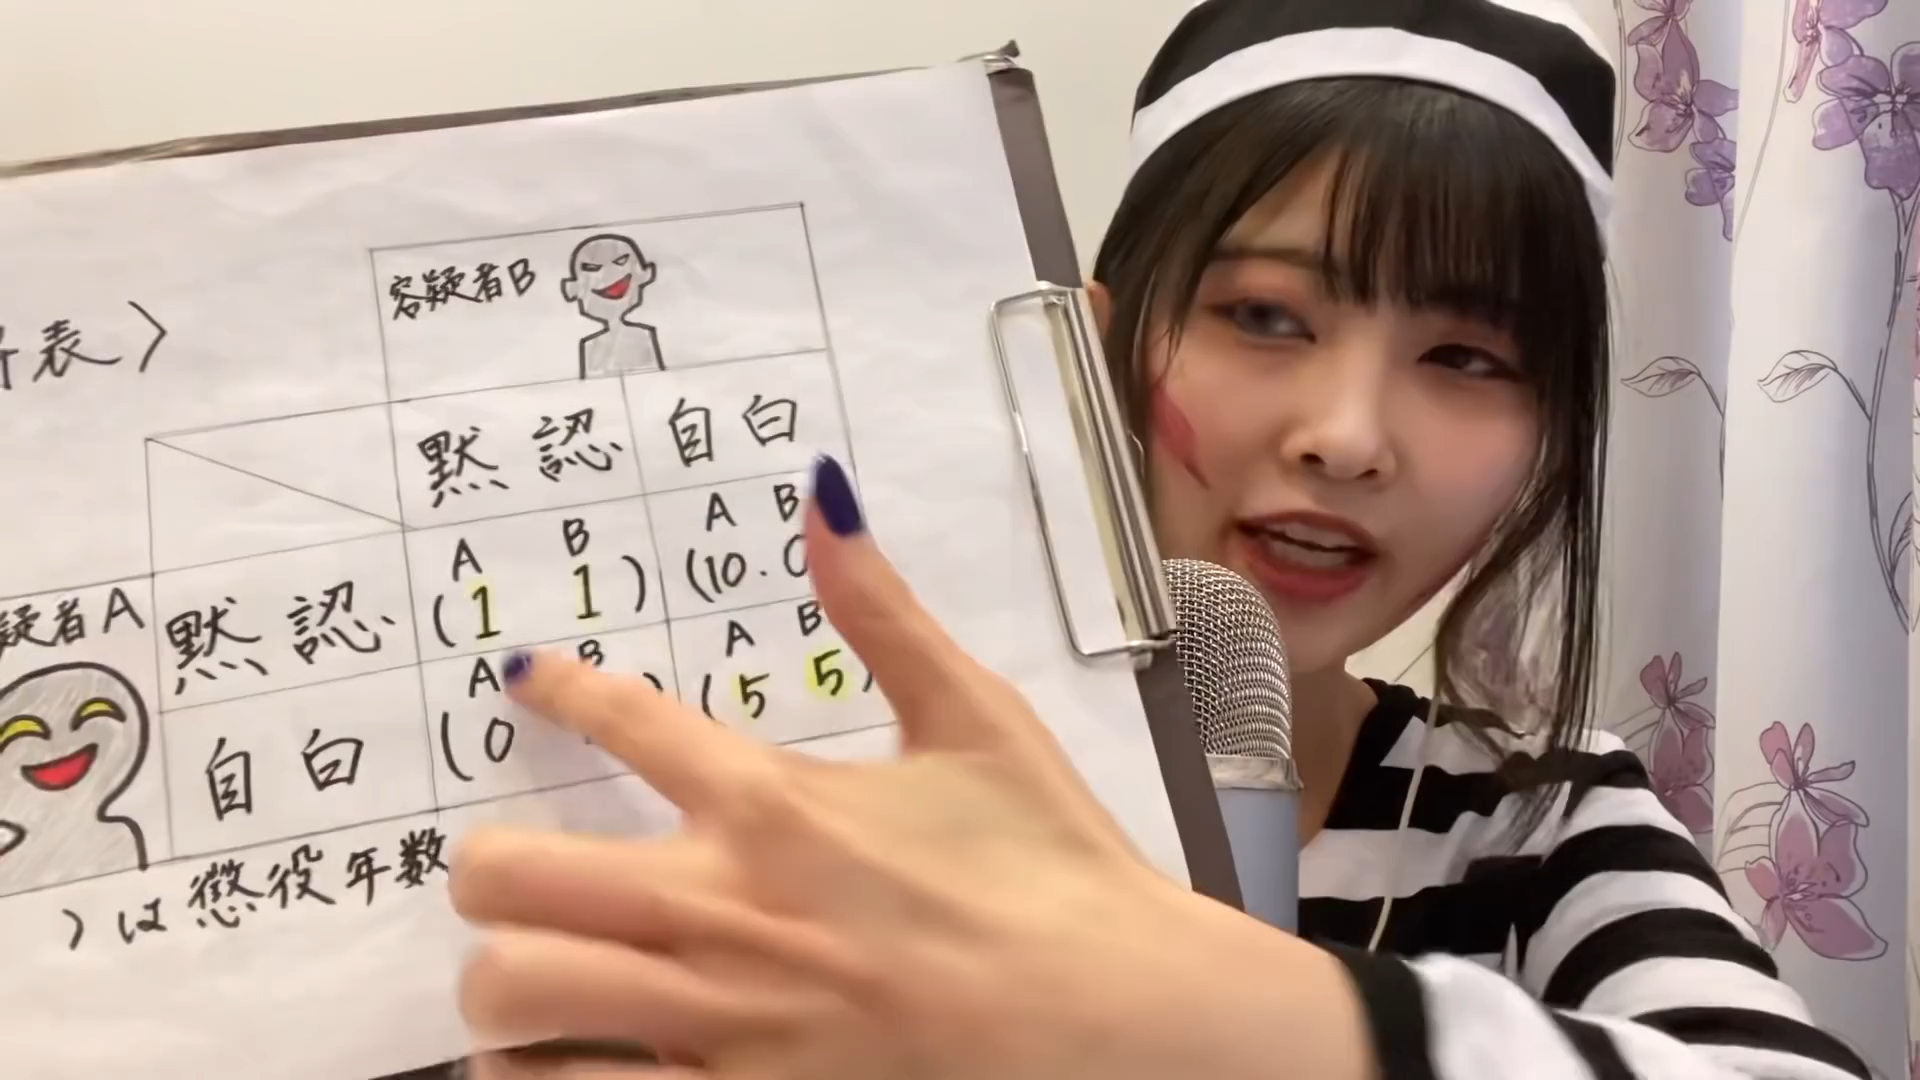 表〉
容疑者B
黙認 自白
疑者A
黙認
A B
(1 1)
A B
(10.0
自白
A B
(0
A B
(5 5)
)は懲役年数